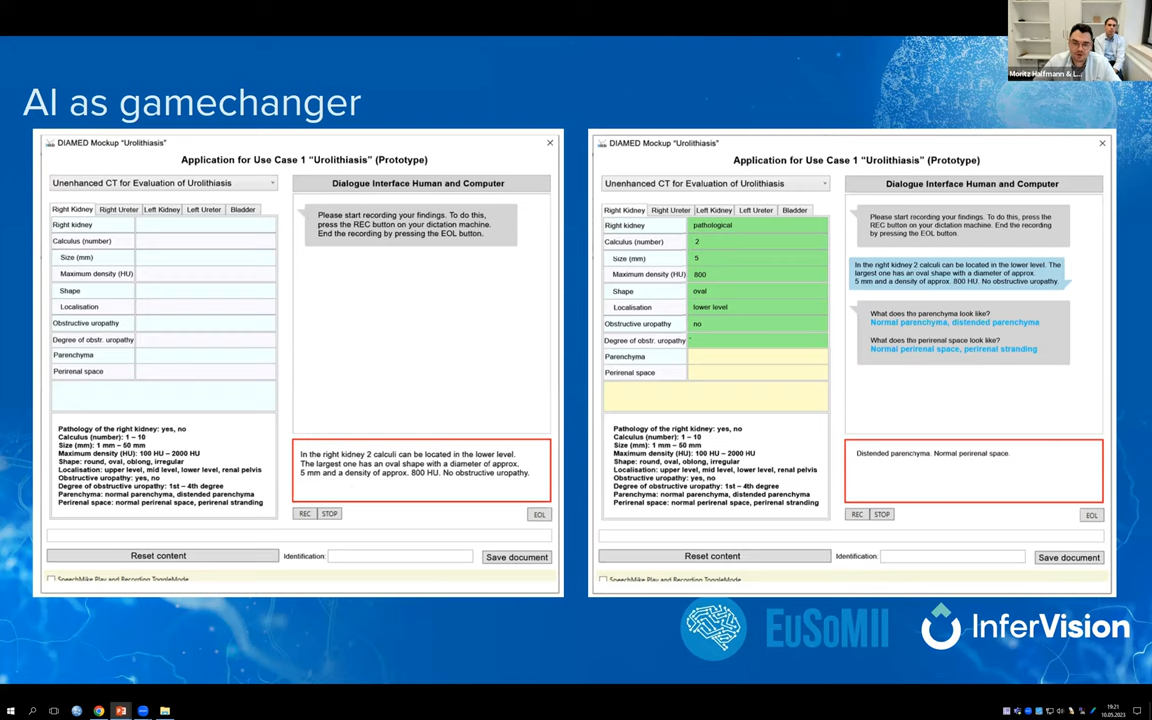 Moritz Halfmann & L...
AI as gamechanger
DIAMED Mockup "Urolithiasis"
Application for Use Case 1 "Urolithiasis" (Prototype)
Unenhanced CT for Evaluation of Urolithiasis
Right Kidney Right Ureter Left Kidney Left Ureter Bladder
Right kidney
Calculus (number)
Size (mm)
Maximum density (HU)
Shape
Localisation
Obstructive uropathy
Degree of obstr. uropathy
Parenchyma
Perirenal space
Pathology of the right kidney: yes, no
Calculus (number): 1 – 10
Size (mm): 1 mm – 50 mm
Maximum density (HU): 100 HU – 2000 HU
Shape: round, oval, oblong, irregular
Localisation: upper level, mid level, lower level, renal pelvis
Obstructive uropathy: yes, no
Degree of obstructive uropathy: 1st – 4th degree
Parenchyma: normal parenchyma, distended parenchyma
Perirenal space: normal perirenal space, perirenal stranding
Dialogue Interface Human and Computer
Please start recording your findings. To do this,
press the REC button on your dictation machine.
End the recording by pressing the EOL button.
In the right kidney 2 calculi can be located in the lower level.
The largest one has an oval shape with a diameter of approx.
5 mm and a density of approx. 800 HU. No obstructive uropathy.
REC STOP EOL
Reset content Identification: Save document
SpeechMike Play and Recording ToggleMode
DIAMED Mockup "Urolithiasis"
Application for Use Case 1 "Urolithiasis" (Prototype)
Unenhanced CT for Evaluation of Urolithiasis
Right Kidney Right Ureter Left Kidney Left Ureter Bladder
Right kidney pathological
Calculus (number) 2
Size (mm) 5
Maximum density (HU) 800
Shape oval
Localisation lower level
Obstructive uropathy no
Degree of obstr. uropathy -
Parenchyma
Perirenal space
Pathology of the right kidney: yes, no
Calculus (number): 1 – 10
Size (mm): 1 mm – 50 mm
Maximum density (HU): 100 HU – 2000 HU
Shape: round, oval, oblong, irregular
Localisation: upper level, mid level, lower level, renal pelvis
Obstructive uropathy: yes, no
Degree of obstructive uropathy: 1st – 4th degree
Parenchyma: normal parenchyma, distended parenchyma
Perirenal space: normal perirenal space, perirenal stranding
Dialogue Interface Human and Computer
Please start recording your findings. To do this, press the
REC button on your dictation machine. End the recording
by pressing the EOL button.
In the right kidney 2 calculi can be located in the lower level. The
largest one has an oval shape with a diameter of approx.
5 mm and a density of approx. 800 HU. No obstructive uropathy.
What does the parenchyma look like?
Normal parenchyma, distended parenchyma
What does the perirenal space look like?
Normal perirenal space, perirenal stranding
Distended parenchyma. Normal perirenal space.
REC STOP EOL
Reset content Identification: Save document
SpeechMike Play and Recording ToggleMode
EuSoMII InferVision
19:21
10.05.2023